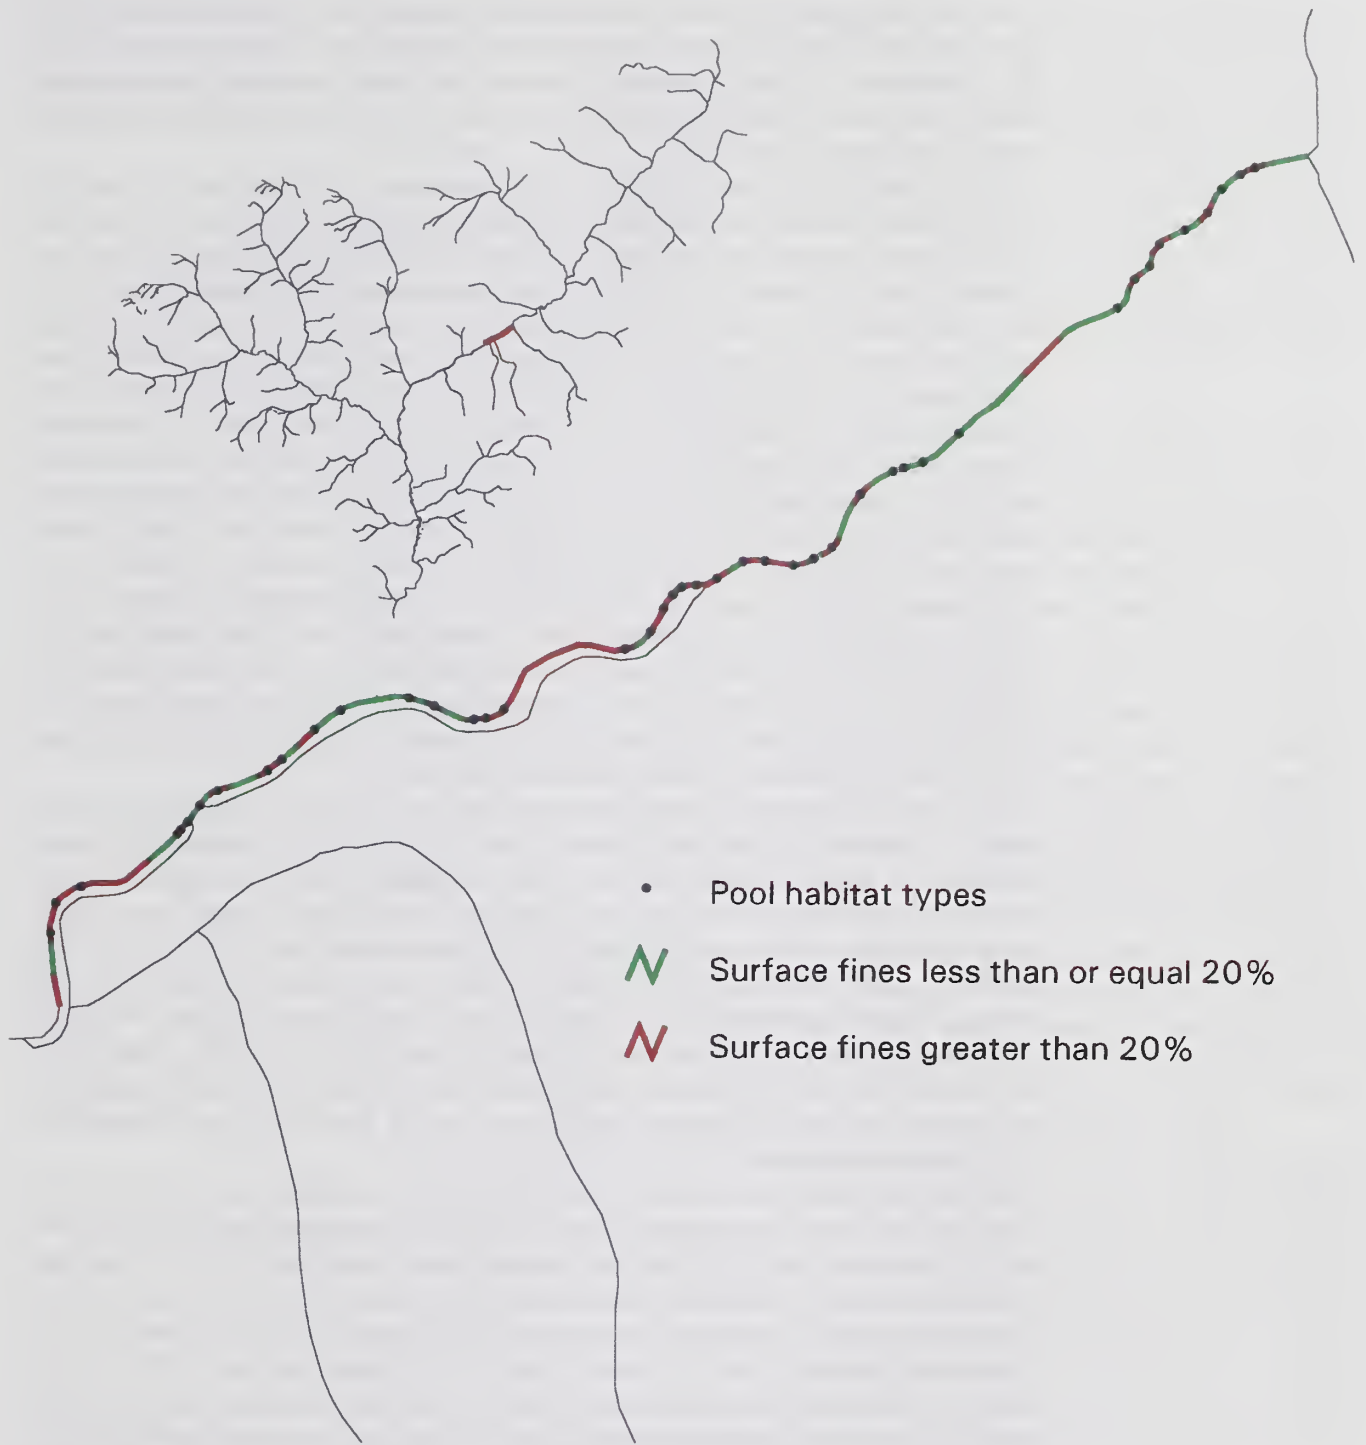 Pool habitat types
Surface fines less than or equal 20%
Surface fines greater than 20%